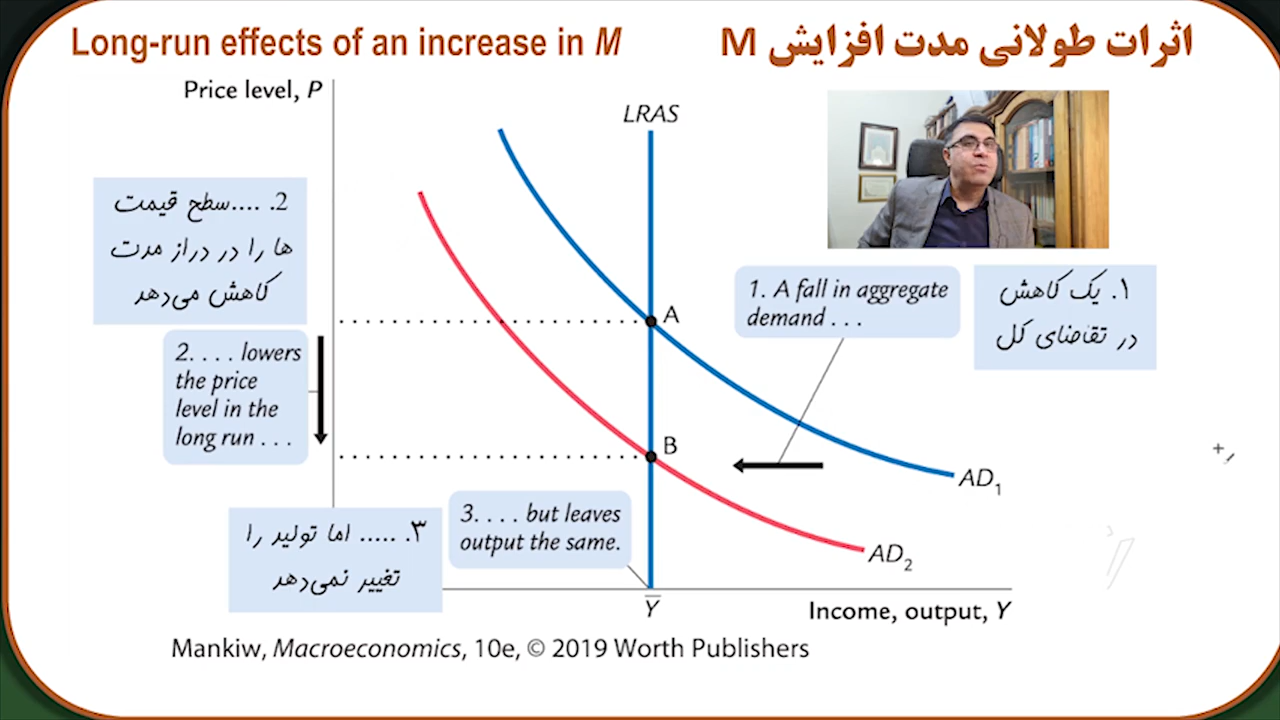 Long-run effects of an increase in M
اثرات طولانی مدت افزایش M
Price level, P
LRAS
2. ....سطح قیمت
ها را در دراز مدت
کاهش می‌دهد
A
1. A fall in aggregate
demand . . .
۱. یک کاهش
در تقاضای کل
2. . . . lowers
the price
level in the
long run . . .
B
AD1
3. . . . but leaves
output the same.
۳. ..... اما تولید را
تغییر نمی‌دهد
AD2
Y̅
Income, output, Y
Mankiw, Macroeconomics, 10e, © 2019 Worth Publishers